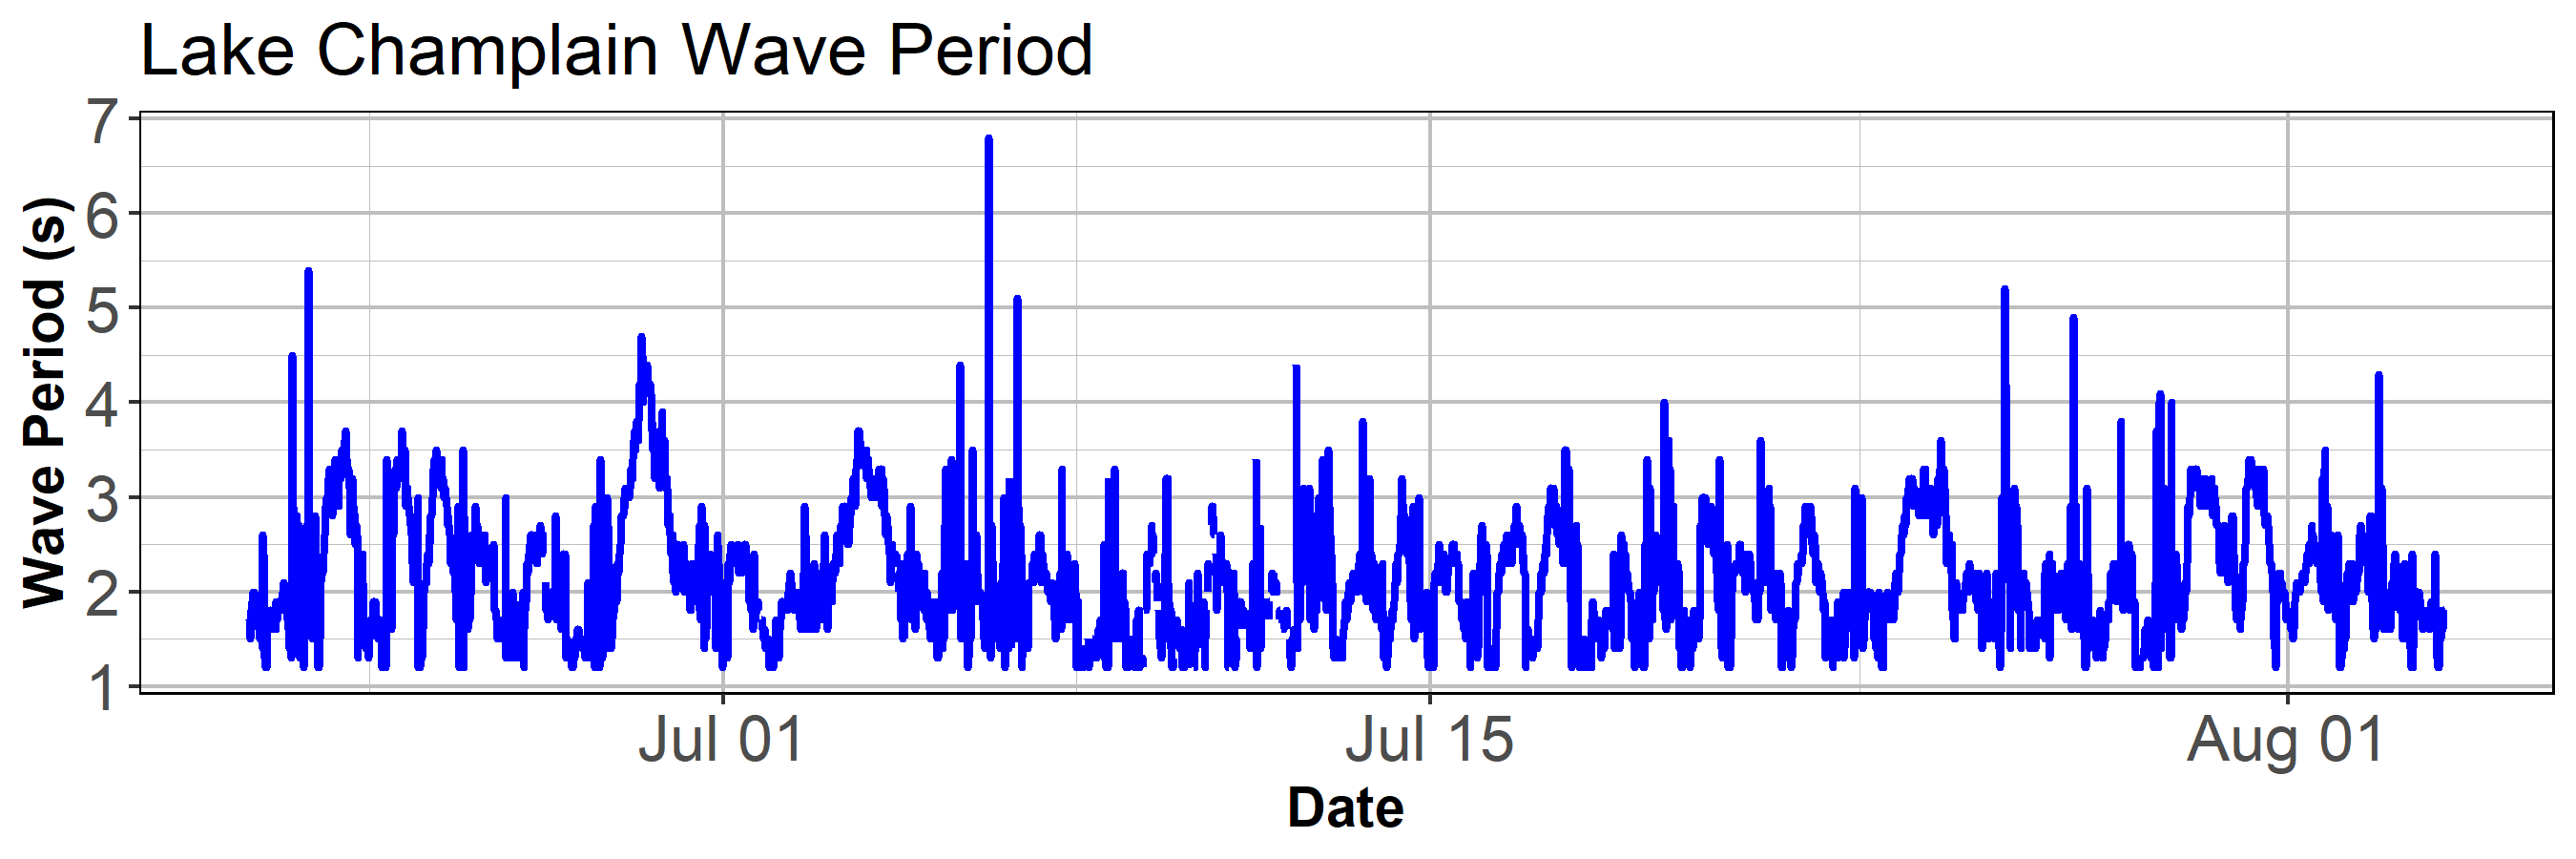 Lake Champlain Wave Period
Wave Period (s)
7
6
5
4
3
2
1
Jul 01
Jul 15
Aug 01
Date